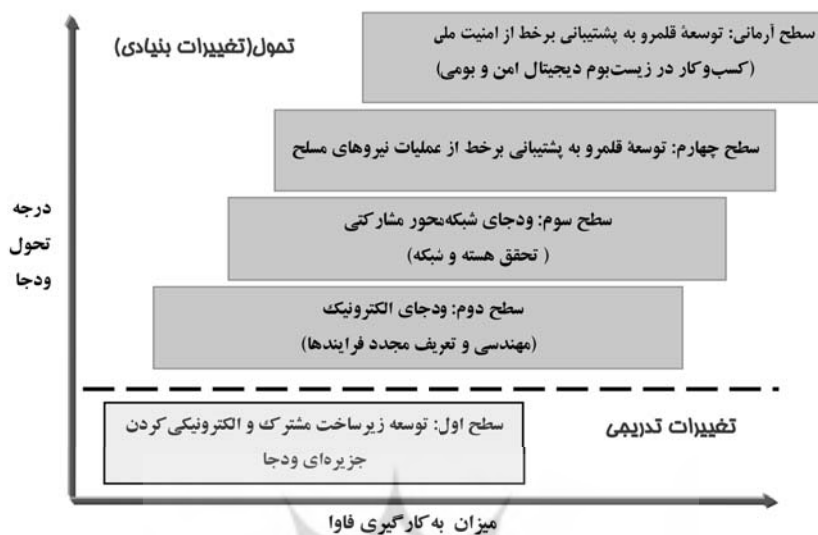 سطح آرمانی: توسعهٔ قلمرو به پشتیبانی برخط از امنیت ملی
(کسب‌وکار در زیست‌بوم دیجیتال امن و بومی)
تحول(تغییرات بنیادی)
سطح چهارم: توسعهٔ قلمرو به پشتیبانی برخط از عملیات نیروهای مسلح
سطح سوم: ودجای شبکه‌محور مشارکتی
( تحقق هسته و شبکه)
درجه
تحول
ودجا
سطح دوم: ودجای الکترونیک
(مهندسی و تعریف مجدد فرایندها)
تغییرات تدریجی
سطح اول: توسعه زیرساخت مشترک و الکترونیکی کردن
جزیره‌ای ودجا
میزان به‌کارگیری فاوا